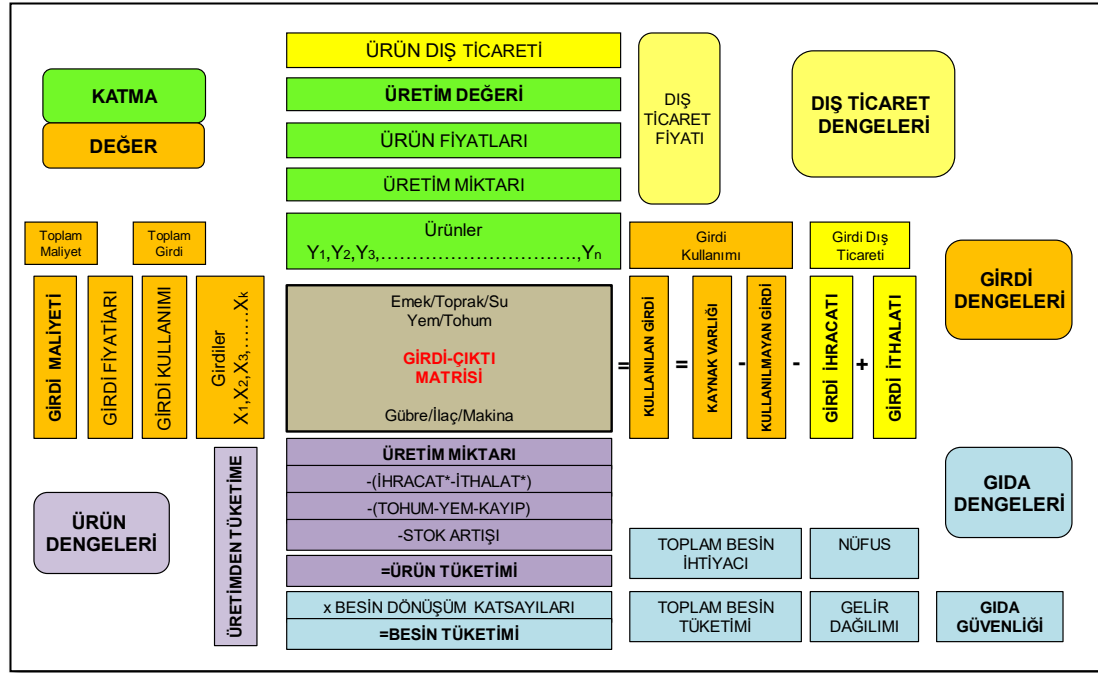 ÜRÜN DIŞ TİCARETİ
KATMA
DEĞER
ÜRETİM DEĞERİ
ÜRÜN FİYATLARI
ÜRETİM MİKTARI
DIŞ
TİCARET
FİYATI
DIŞ TİCARET
DENGELERİ
Toplam
Maliyet
Toplam
Girdi
Ürünler
Y1,Y2,Y3,……………………………,Yn
Girdi
Kullanımı
Girdi Dış
Ticareti
GİRDİ
DENGELERİ
GİRDİ MALİYETİ
GİRDİ FİYATIARI
GİRDİ KULLANIMI
Girdiler
X1,X2,X3,……Xk
Emek/Toprak/Su
Yem/Tohum
GİRDİ-ÇIKTI
MATRİSİ
Gübre/İlaç/Makina
=
KULLANILAN GİRDİ
=
KAYNAK VARLIĞI
-
KULLANILMAYAN GİRDİ
-
GİRDİ İHRACATI
+
GİRDİ İTHALATI
ÜRÜN
DENGELERİ
ÜRETİMDEN TÜKETİME
ÜRETİM MİKTARI
-(İHRACAT*-İTHALAT*)
-(TOHUM-YEM-KAYIP)
-STOK ARTIŞI
=ÜRÜN TÜKETİMİ
x BESİN DÖNÜŞÜM KATSAYILARI
=BESİN TÜKETİMİ
GIDA
DENGELERİ
TOPLAM BESİN
İHTİYACI
NÜFUS
TOPLAM BESİN
TÜKETİMİ
GELİR
DAĞILIMI
GIDA
GÜVENLİĞİ